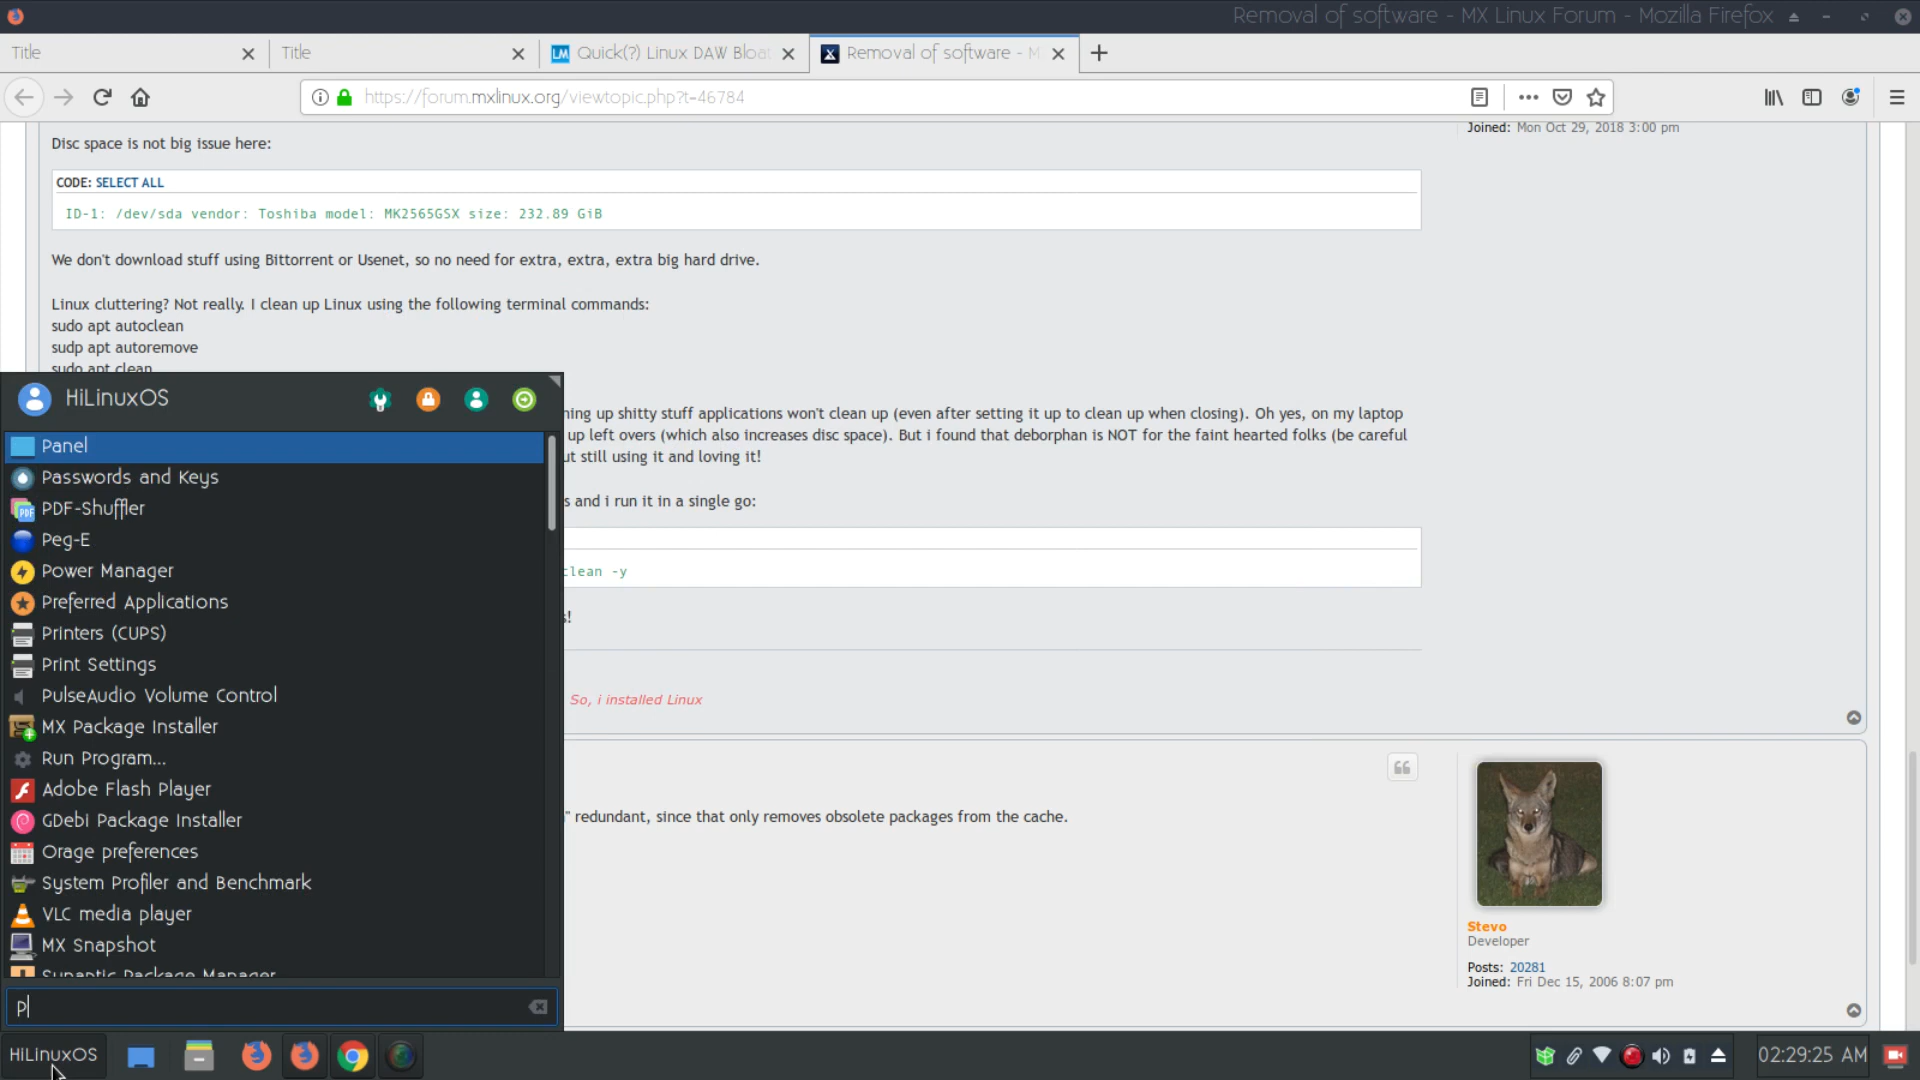 Removal of software - MX Linux Forum - Mozilla Firefox
Title
Title
Quick(?) Linux DAW Bloat
Removal of software - M
https://forum.mxlinux.org/viewtopic.php?t=46784
Joined: Mon Oct 29, 2018 3:00 pm
Disc space is not big issue here:
CODE: SELECT ALL
ID-1: /dev/sda vendor: Toshiba model: MK2565GSX size: 232.89 GiB
We don't download stuff using Bittorrent or Usenet, so no need for extra, extra, extra big hard drive.
Linux cluttering? Not really. I clean up Linux using the following terminal commands:
sudo apt autoclean
sudp apt autoremove
sudo apt clean
ning up shitty stuff applications won't clean up (even after setting it up to clean up when closing). Oh yes, on my laptop
up left overs (which also increases disc space). But i found that deborphan is NOT for the faint hearted folks (be careful
ut still using it and loving it!
s and i run it in a single go:
clean -y
s!
So, i installed Linux
" redundant, since that only removes obsolete packages from the cache.
Stevo
Developer
Posts: 20281
Joined: Fri Dec 15, 2006 8:07 pm
HiLinuxOS
Panel
Passwords and Keys
PDF-Shuffler
Peg-E
Power Manager
Preferred Applications
Printers (CUPS)
Print Settings
PulseAudio Volume Control
MX Package Installer
Run Program...
Adobe Flash Player
GDebi Package Installer
Orage preferences
System Profiler and Benchmark
VLC media player
MX Snapshot
Synaptic Package Manager
P
HiLinuxOS
02:29:25 AM